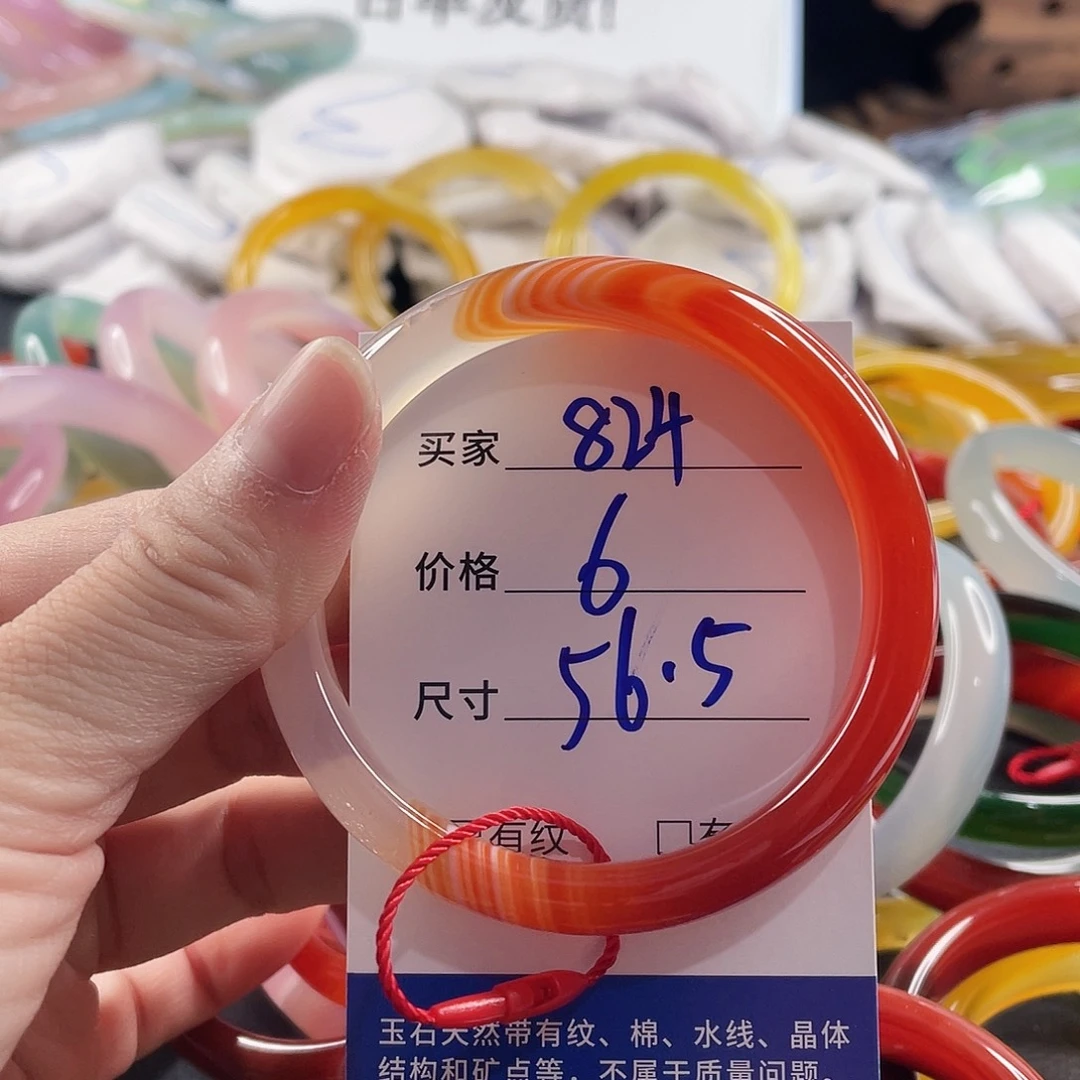 买家 824
价格 6
尺寸 56.5
有纹 □有
玉石天然带有纹、棉、水线、晶体
结构和矿点等，不属于质量问题。